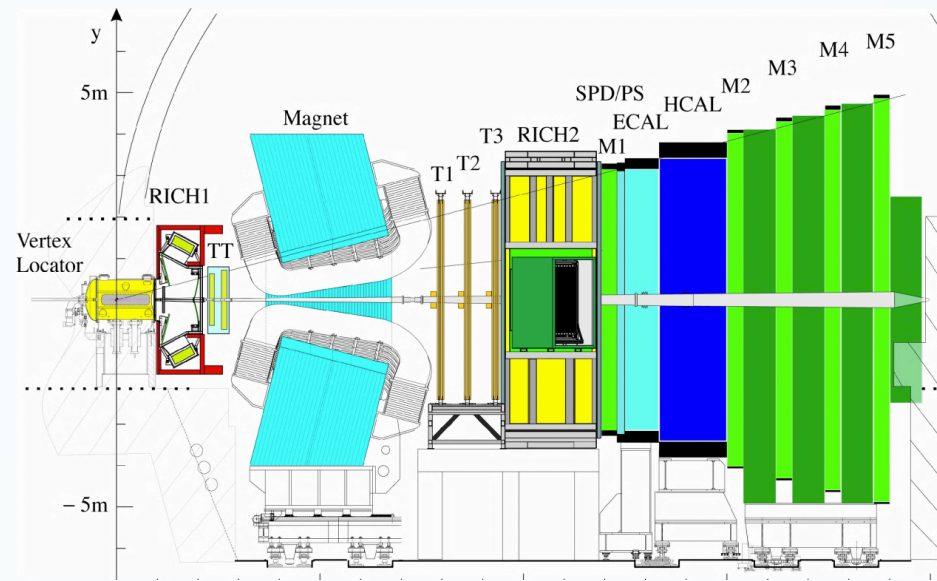 y
5m
Magnet
RICH1
Vertex
Locator
TT
T1
T2
T3
RICH2
SPD/PS
M1
ECAL
HCAL
M2
M3
M4
M5
− 5m